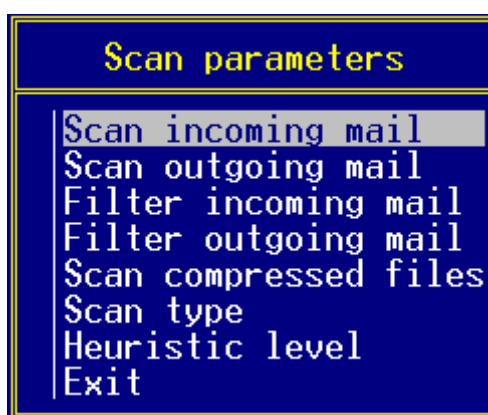 Scan parameters
Scan incoming mail
Scan outgoing mail
Filter incoming mail
Filter outgoing mail
Scan compressed files
Scan type
Heuristic level
Exit